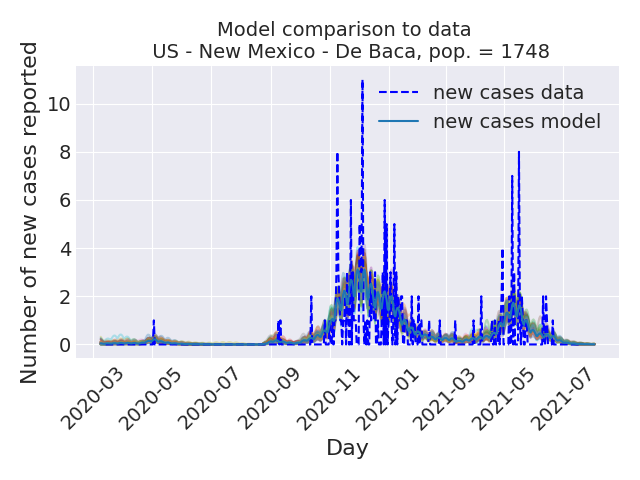 Model comparison to data
US - New Mexico - De Baca, pop. = 1748
Number of new cases reported
10
8
6
4
2
0
new cases data
new cases model
2020-03
2020-05
2020-07
2020-09
2020-11
2021-01
2021-03
2021-05
2021-07
Day